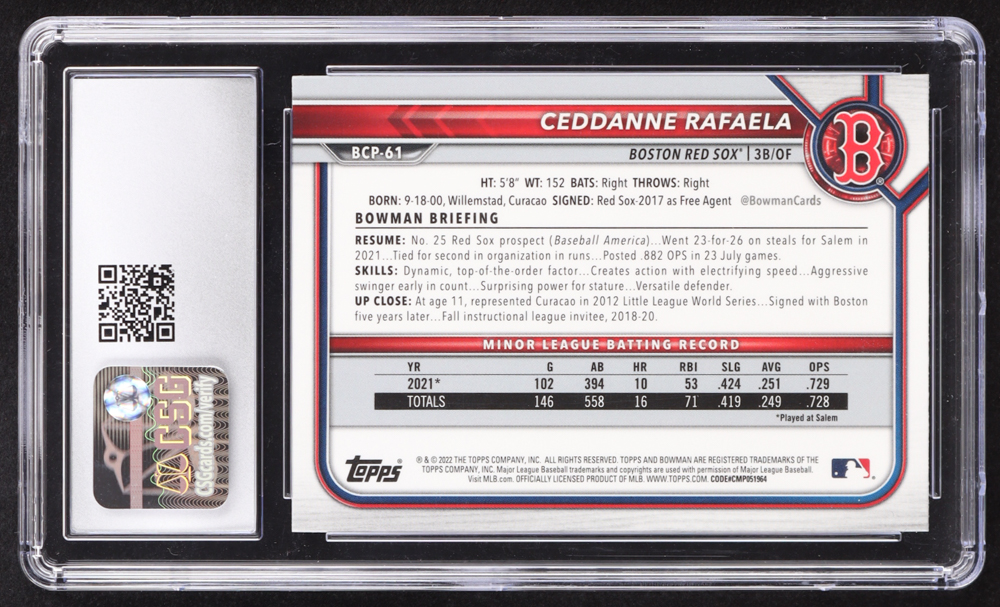 CEDDANNE RAFAELA
BCP-61
BOSTON RED SOX® | 3B/OF
B
®
HT: 5'8" WT: 152 BATS: Right THROWS: Right
BORN: 9-18-00, Willemstad, Curacao SIGNED: Red Sox-2017 as Free Agent @BowmanCards
BOWMAN BRIEFING
RESUME: No. 25 Red Sox prospect (Baseball America)...Went 23-for-26 on steals for Salem in
2021...Tied for second in organization in runs...Posted .882 OPS in 23 July games.
SKILLS: Dynamic, top-of-the-order factor...Creates action with electrifying speed...Aggressive
swinger early in count...Surprising power for stature...Versatile defender.
UP CLOSE: At age 11, represented Curacao in 2012 Little League World Series...Signed with Boston
five years later...Fall instructional league invitee, 2018-20.
MINOR LEAGUE BATTING RECORD
YR G AB HR RBI SLG AVG OPS
2021* 102 394 10 53 .424 .251 .729
TOTALS 146 558 16 71 .419 .249 .728
*Played at Salem
Topps®
® & © 2022 THE TOPPS COMPANY, INC. ALL RIGHTS RESERVED. TOPPS AND BOWMAN ARE REGISTERED TRADEMARKS OF THE
TOPPS COMPANY, INC. Major League Baseball trademarks and copyrights are used with permission of Major League Baseball.
Visit MLB.com. OFFICIALLY LICENSED PRODUCT OF MLB. WWW.TOPPS.COM. CODE#CMP051964
CSG
CSGcards.com/verify